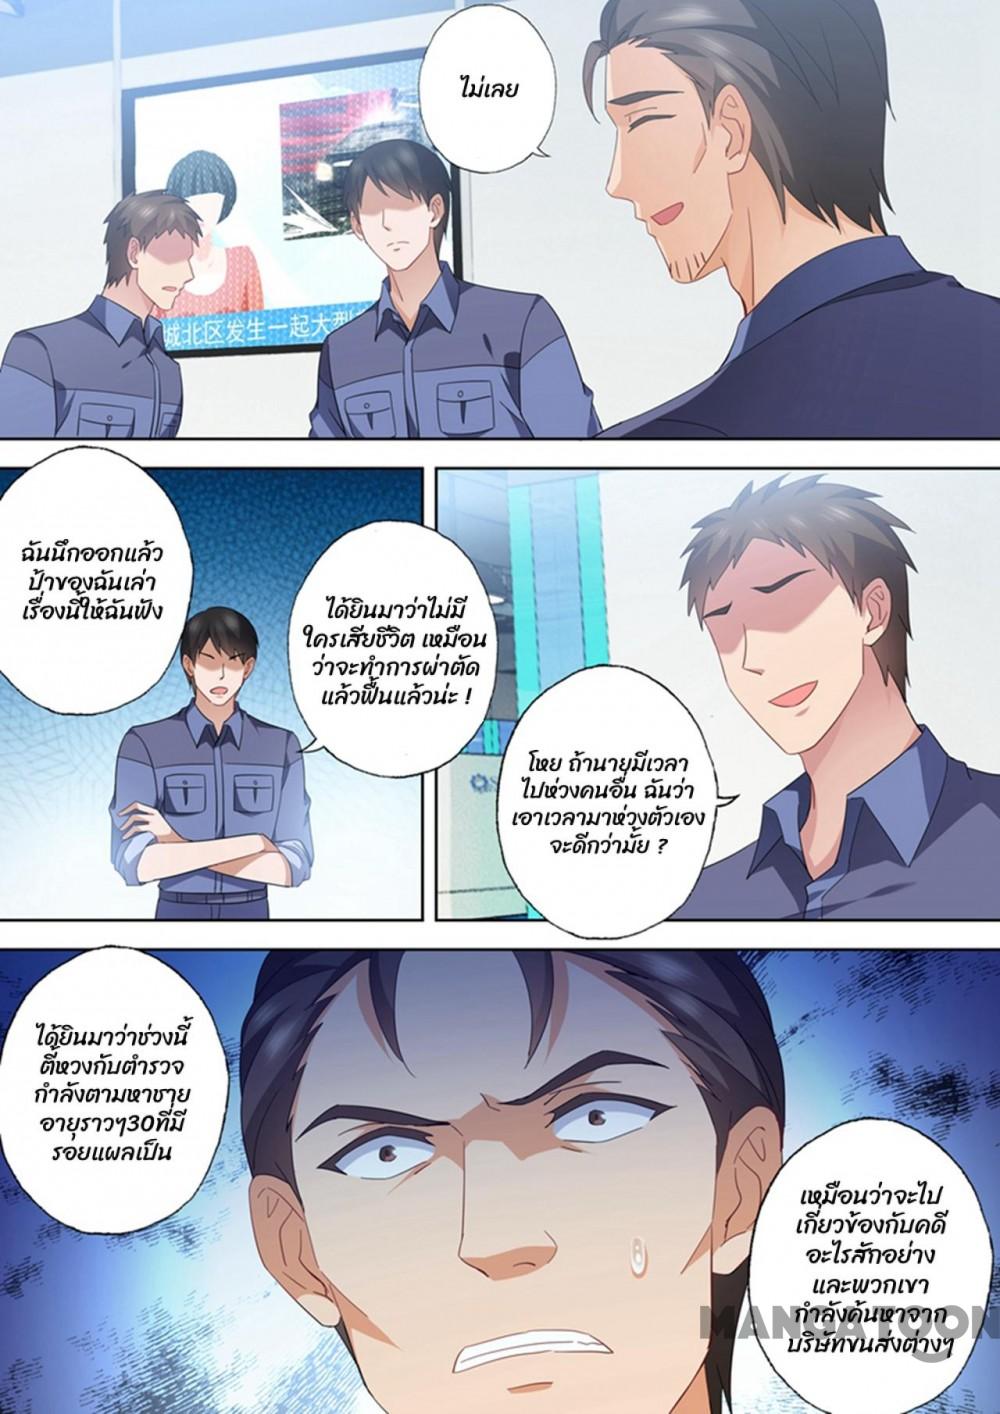 ไม่เลย
城北区发生一起大型
ฉันนึกออกแล้ว
ป้าของฉันเล่า
เรื่องนี้ให้ฉันฟัง
ได้ยินมาว่าไม่มี
ใครเสียชีวิต เหมือน
ว่าจะทำการผ่าตัด
แล้วฟื้นแล้วน่ะ !
โหย ถ้านายมีเวลา
ไปห่วงคนอื่น ฉันว่า
เอาเวลามาห่วงตัวเอง
จะดีกว่ามั้ย ?
ได้ยินมาว่าช่วงนี้
ตี้หวงกับตำรวจ
กำลังตามหาชาย
อายุราวๆ30ที่มี
รอยแผลเป็น
เหมือนว่าจะไป
เกี่ยวข้องกับคดี
อะไรสักอย่าง
และพวกเขา
กำลังค้นหาจาก
บริษัทขนส่งต่างๆ
MANGATOON